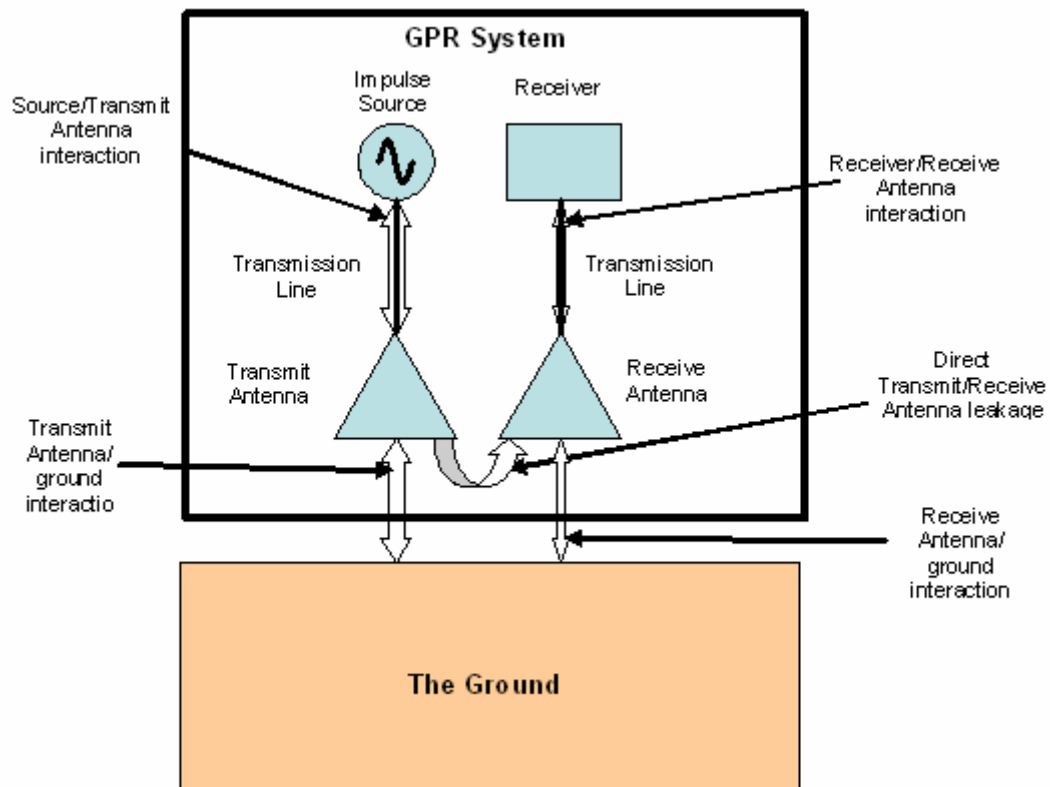 GPR System
Impulse
Source
Receiver
Source/Transmit
Antenna
interaction
Receiver/Receive
Antenna
interaction
Transmission
Line
Transmission
Line
Transmit
Antenna
Receive
Antenna
Direct
Transmit/Receive
Antenna leakage
Transmit
Antenna/
ground
interactio
Receive
Antenna/
ground
interaction
The Ground